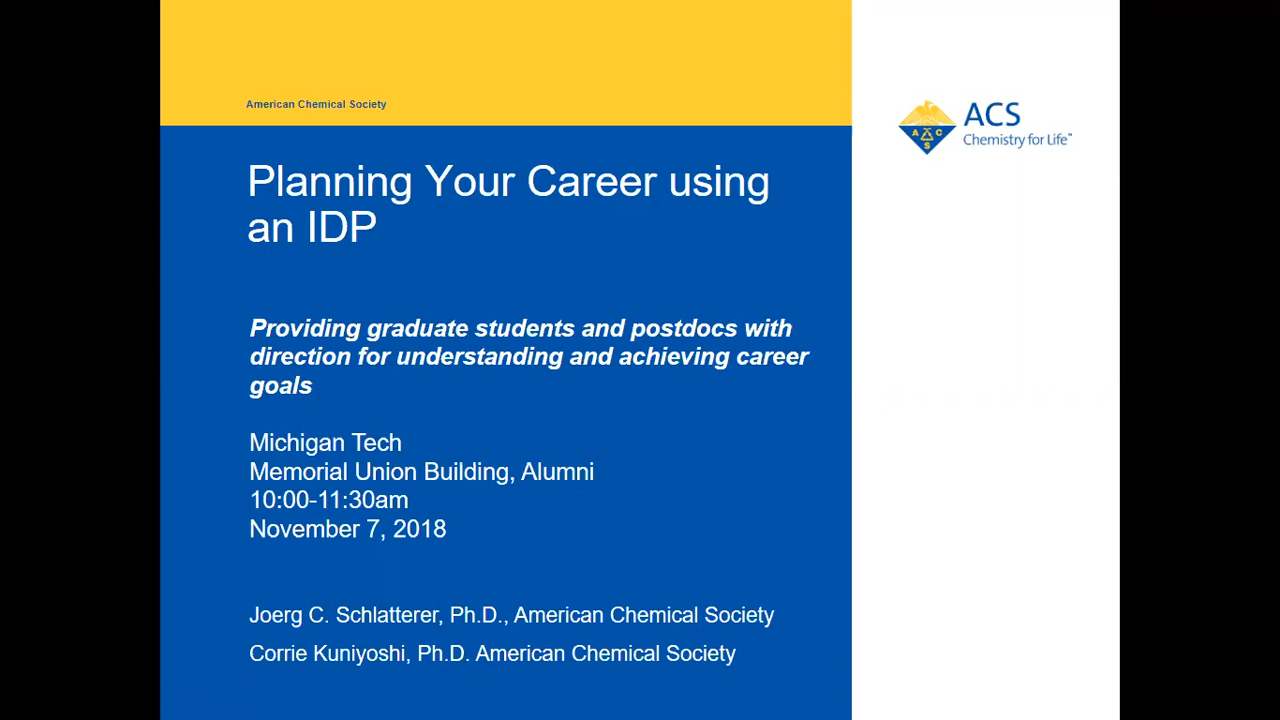 American Chemical Society
ACS
Chemistry for Life™
A C S
Planning Your Career using
an IDP
Providing graduate students and postdocs with
direction for understanding and achieving career
goals
Michigan Tech
Memorial Union Building, Alumni
10:00-11:30am
November 7, 2018
Joerg C. Schlatterer, Ph.D., American Chemical Society
Corrie Kuniyoshi, Ph.D. American Chemical Society